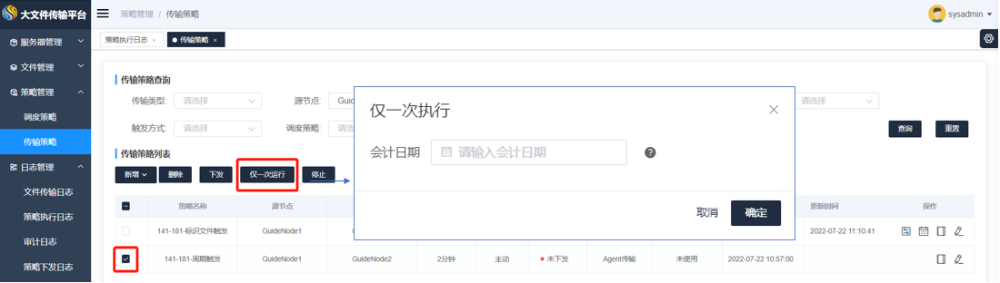 大文件传输平台
策略管理 / 传输策略
sysadmin
服务器管理
策略执行日志 ×
传输策略 ×
文件管理
策略管理
调度策略
传输策略
日志管理
文件传输日志
策略执行日志
审计日志
策略下发日志
传输策略查询
传输类型: 请选择
源节点: Guide
请选择
触发方式: 请选择
调度策略:
查询 重置
传输策略列表
新增 删除 下发 仅一次运行 停止
策略名称 源节点 更新时间 操作
141-181-标识文件触发 GuideNode1 2022-07-22 11:10:41
141-181-周期触发 GuideNode1 GuideNode2 2分钟 主动 未下发 Agent传输 未使用 2022-07-22 10:57:00
仅一次执行
会计日期 请输入会计日期
取消 确定